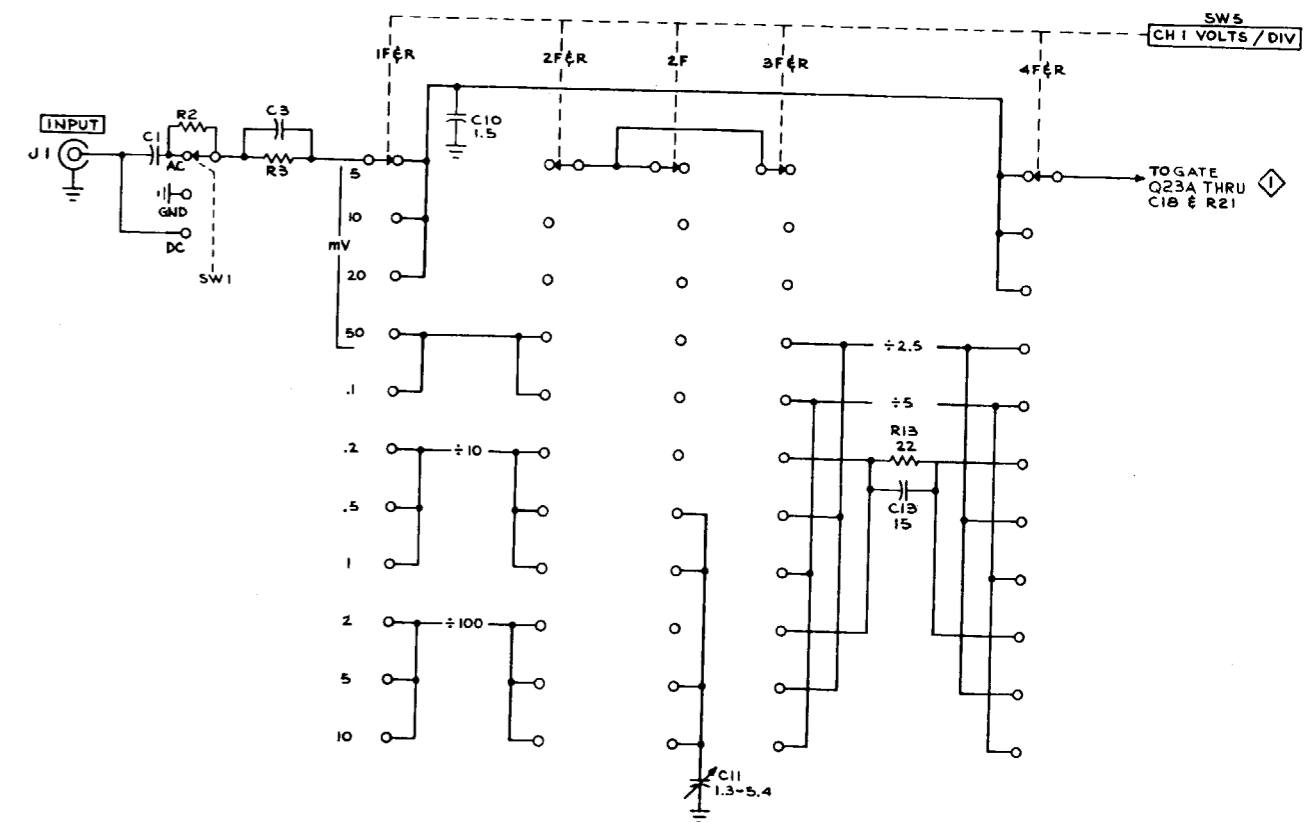 SW5
CH 1 VOLTS / DIV
1F&R
2F&R
2F
3F&R
4F&R
INPUT
J1
C1
R2
AC
C3
R3
C10
1.5
5
TO GATE
Q23A THRU
C18 & R21
1
GND
DC
SW1
10
mV
20
50
÷2.5
.1
÷5
.2
÷10
R13
22
.5
C13
15
1
2
÷100
5
10
C11
1.3-5.4